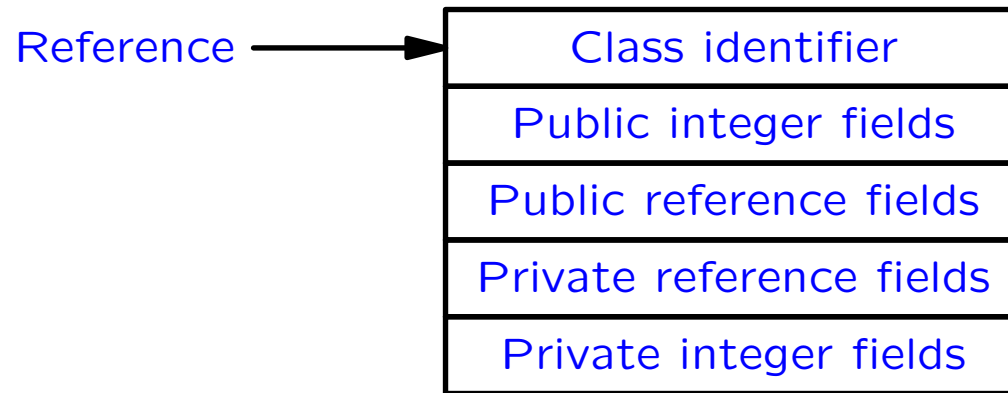 Reference
Class identifier
Public integer fields
Public reference fields
Private reference fields
Private integer fields